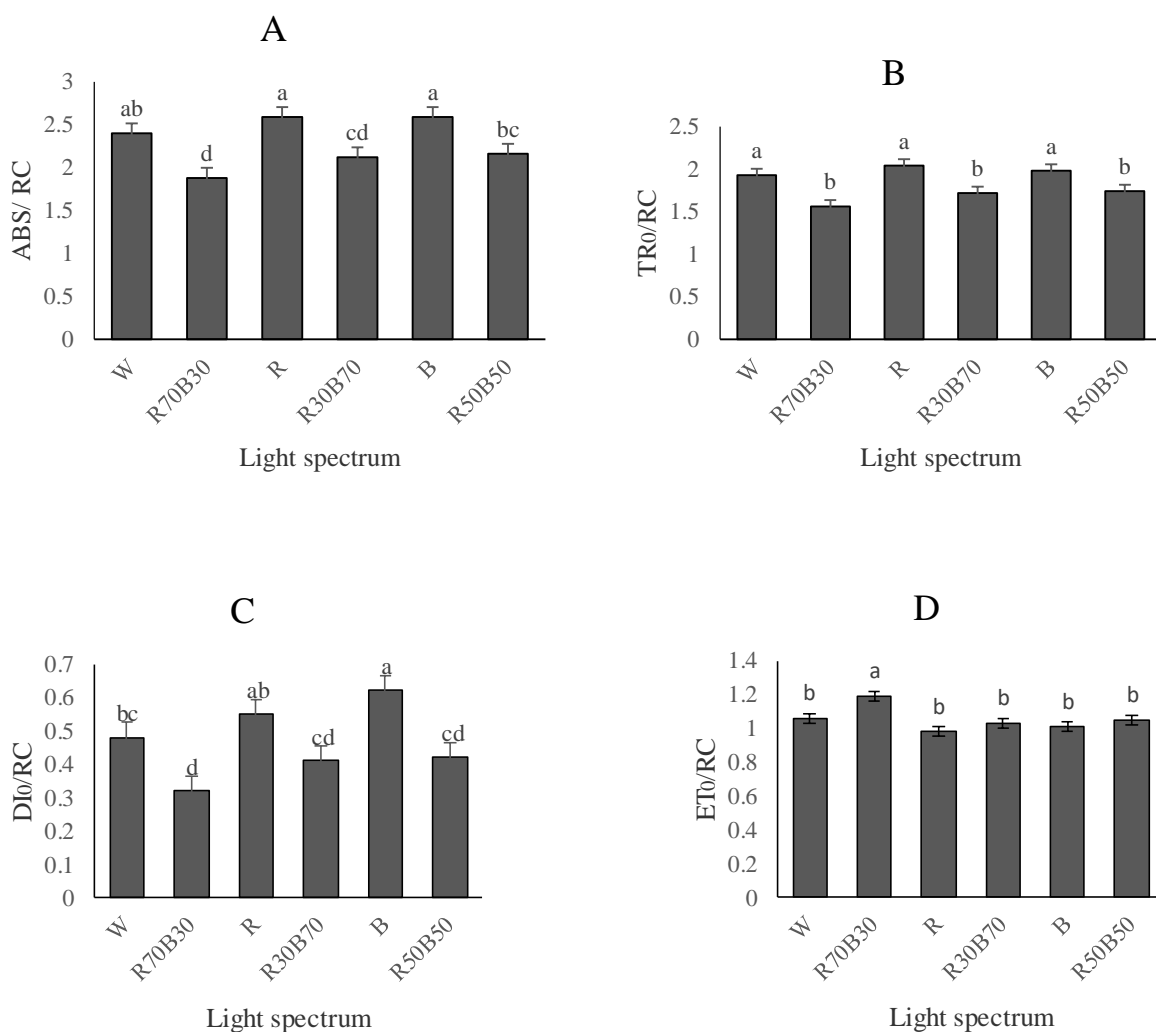 A
ABS/ RC
3
2.5
2
1.5
1
0.5
0
ab
d
a
cd
a
bc
W
R70B30
R
R30B70
B
R50B50
Light spectrum
B
TR0/RC
2.5
2
1.5
1
0.5
0
a
b
a
b
a
b
W
R70B30
R
R30B70
B
R50B50
Light spectrum
C
DI0/RC
0.7
0.6
0.5
0.4
0.3
0.2
0.1
0
bc
d
ab
cd
a
cd
W
R70B30
R
R30B70
B
R50B50
Light spectrum
D
ET0/RC
1.4
1.2
1
0.8
0.6
0.4
0.2
0
b
a
b
b
b
b
W
R70B30
R
R30B70
B
R50B50
Light spectrum